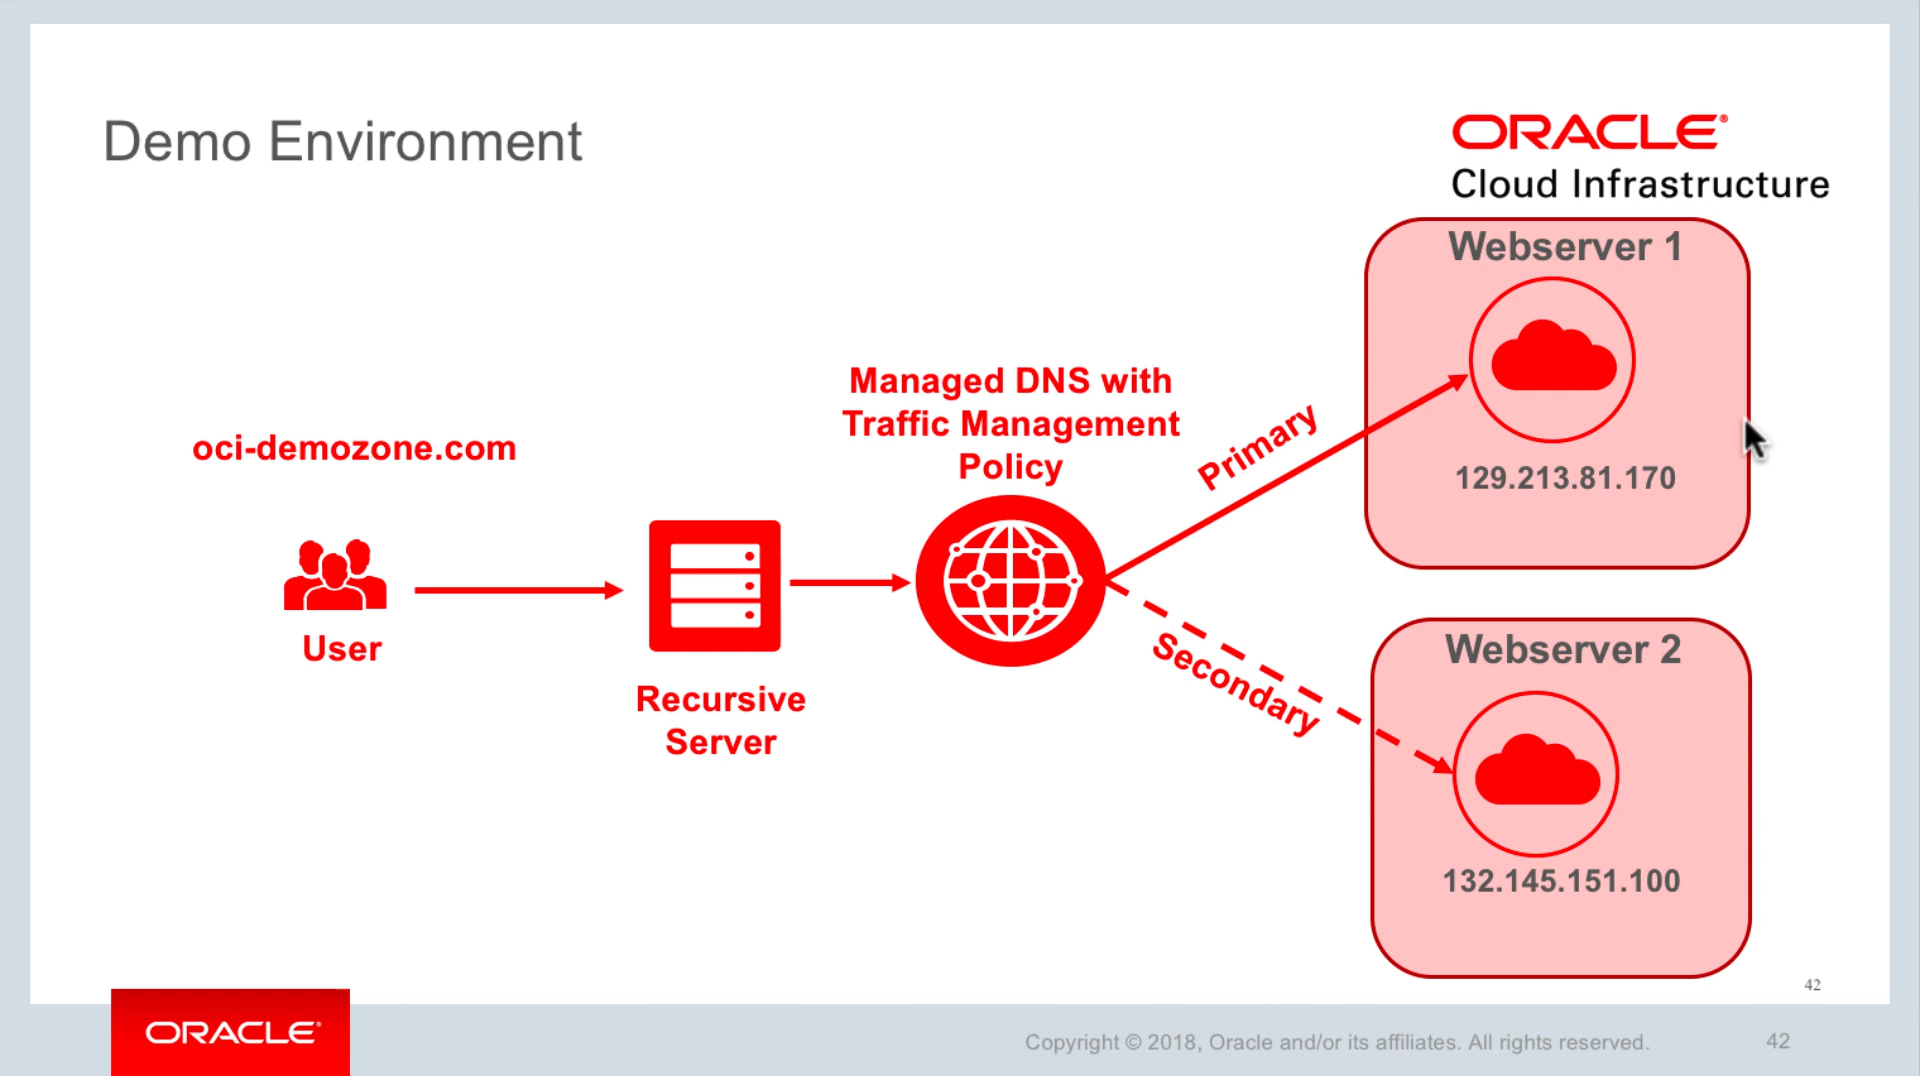 Demo Environment
ORACLE®
Cloud Infrastructure
Webserver 1
129.213.81.170
Managed DNS with
Traffic Management
Policy
Primary
oci-demozone.com
User
Recursive
Server
Secondary
Webserver 2
132.145.151.100
42
ORACLE®
Copyright © 2018, Oracle and/or its affiliates. All rights reserved.
42